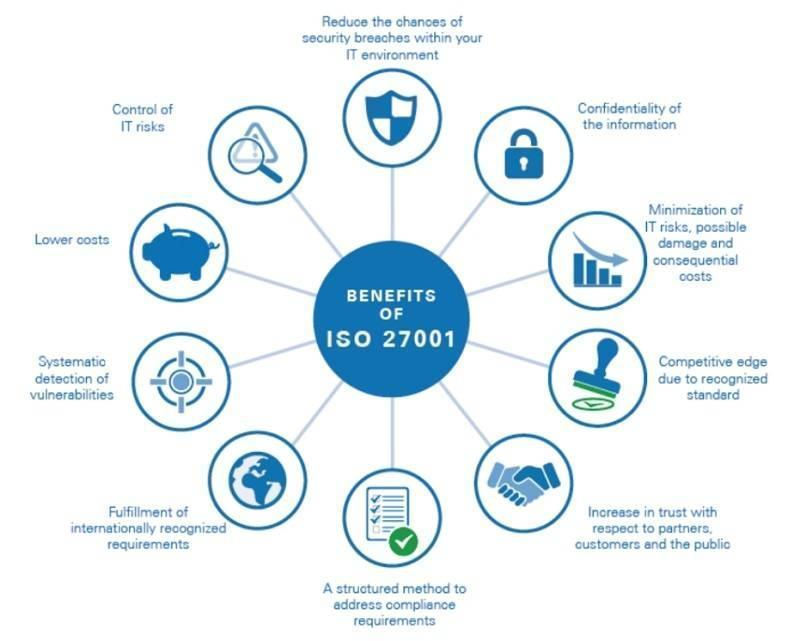 Reduce the chances of
security breaches within your
IT environment
Confidentiality of
the information
Minimization of
IT risks, possible
damage and
consequential
costs
Competitive edge
due to recognized
standard
Increase in trust with
respect to partners,
customers and the public
A structured method to
address compliance
requirements
Fulfillment of
internationally recognized
requirements
Systematic
detection of
vulnerabilities
Lower costs
Control of
IT risks
BENEFITS
OF
ISO 27001